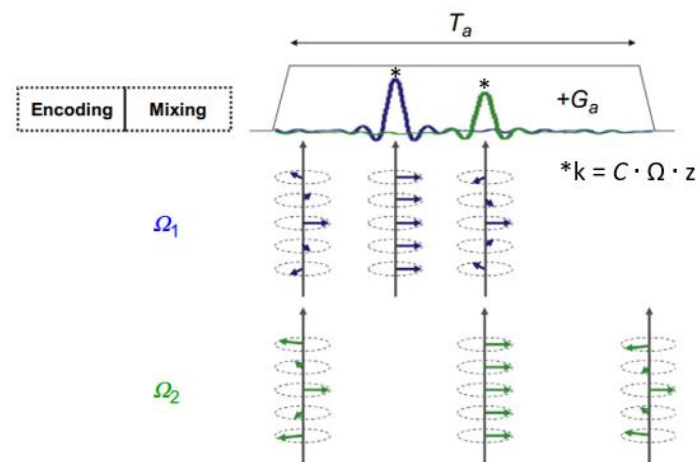 Tₐ
* *
Encoding Mixing
+Gₐ
*k = C · Ω · z
Ω₁
Ω₂